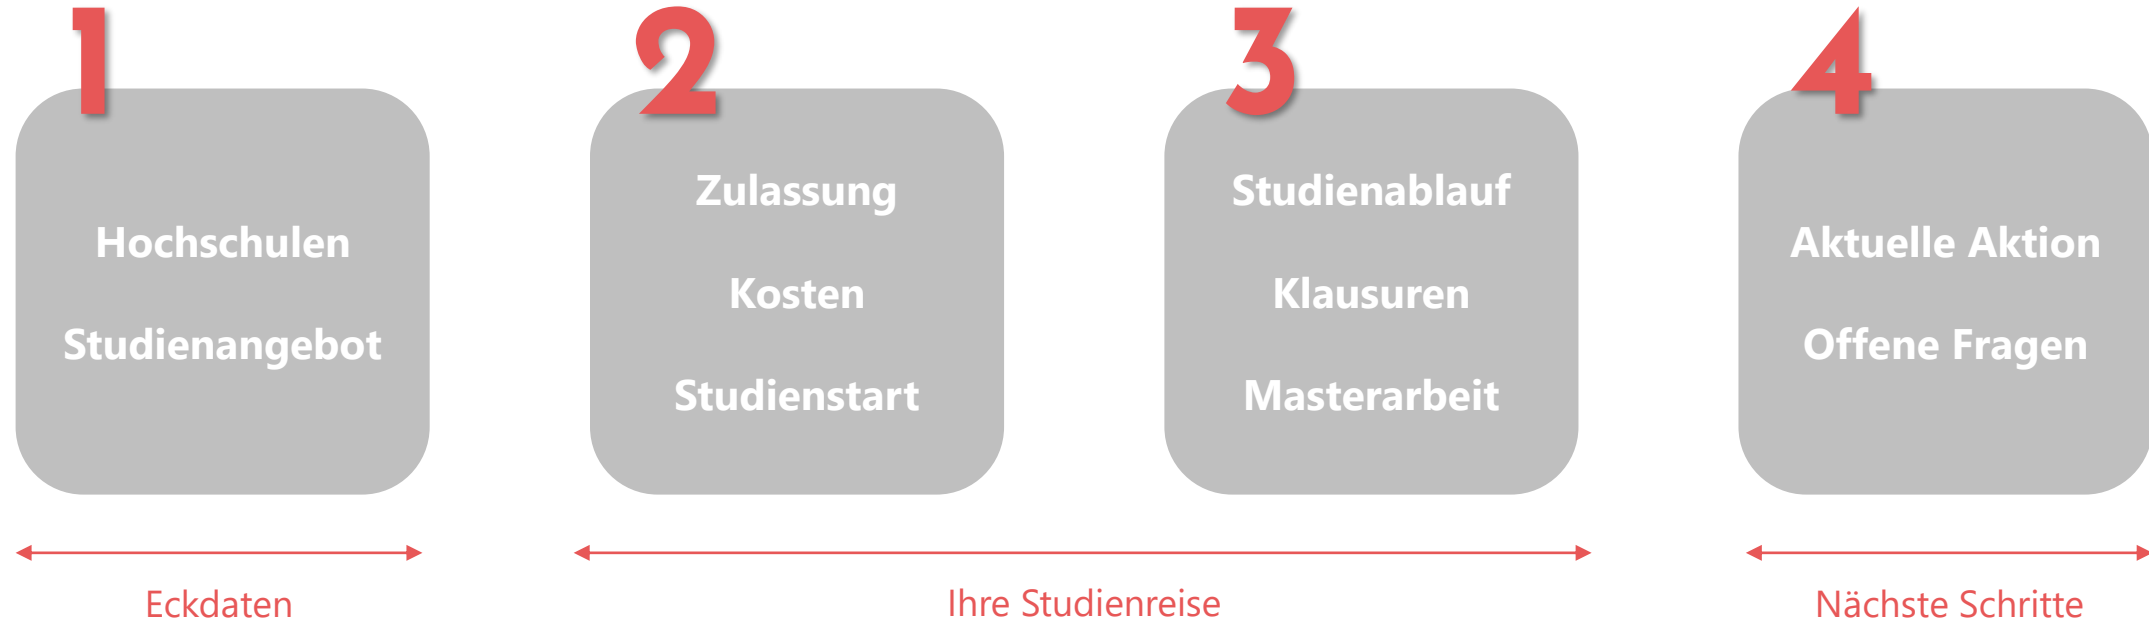 1
Hochschulen
Studienangebot
2
Zulassung
Kosten
Studienstart
3
Studienablauf
Klausuren
Masterarbeit
4
Aktuelle Aktion
Offene Fragen
Eckdaten
Ihre Studienreise
Nächste Schritte